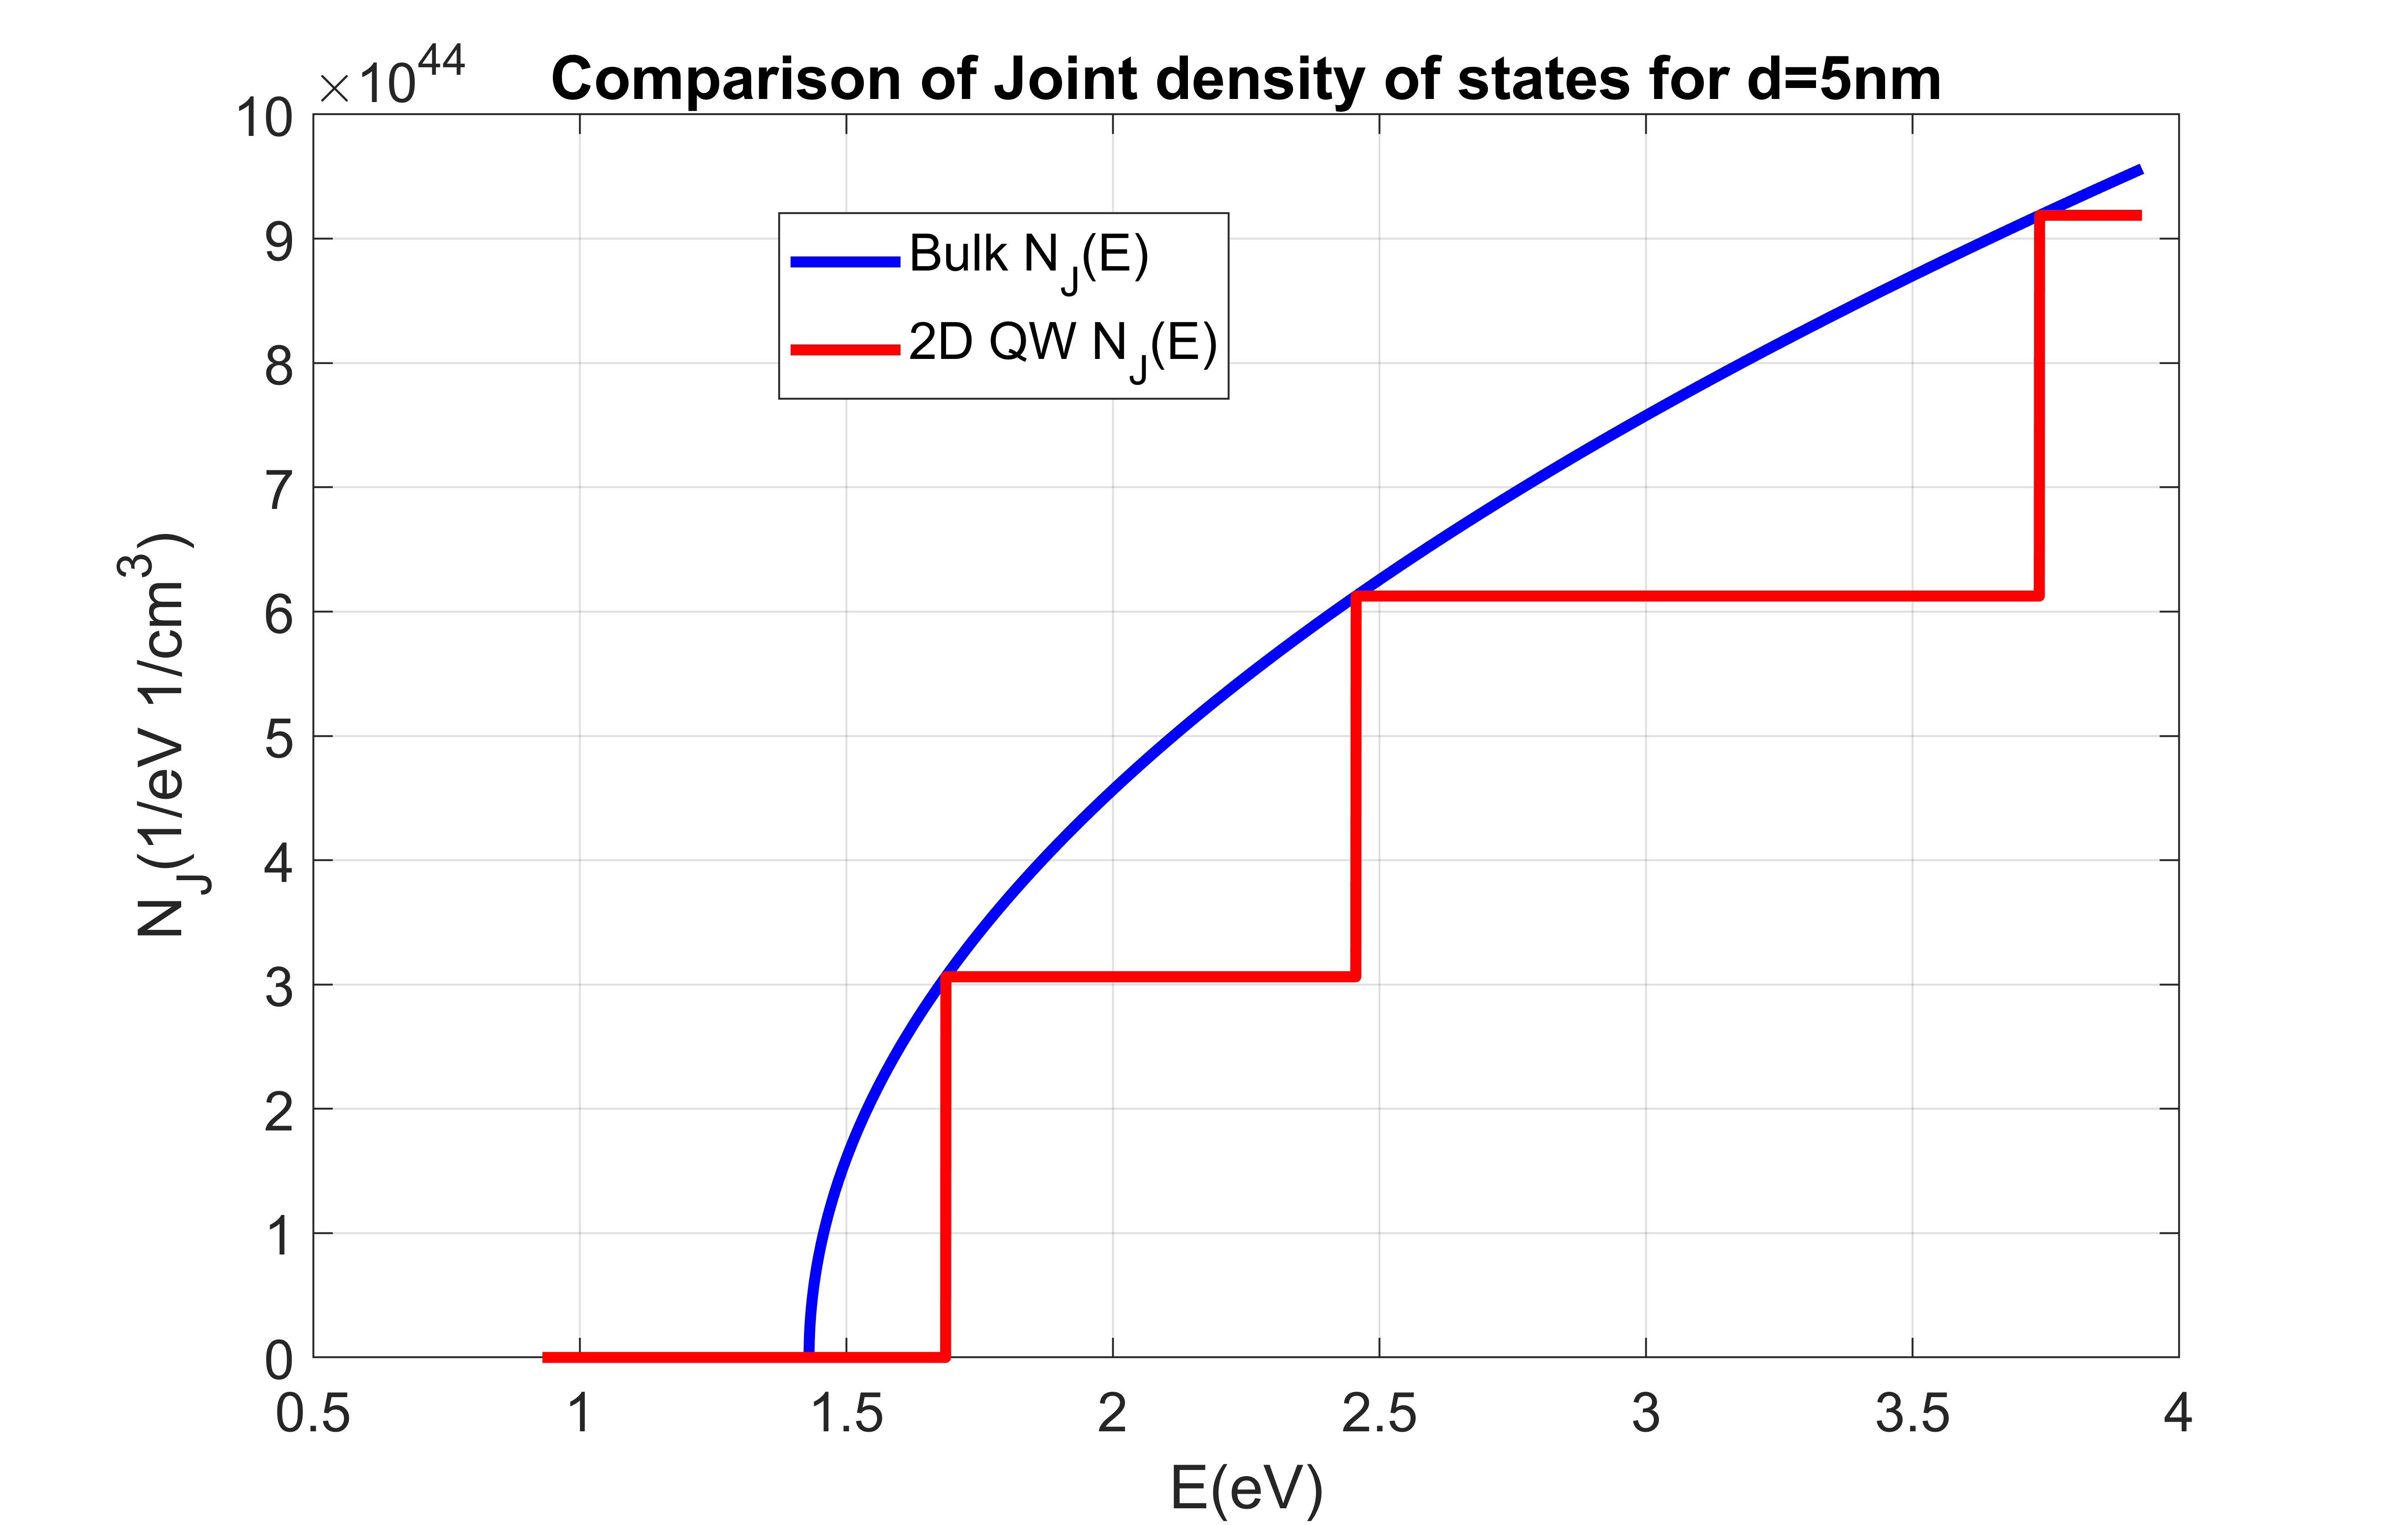 ×10^44
Comparison of Joint density of states for d=5nm
10
9
8
7
6
5
4
3
2
1
0
N_J(1/eV 1/cm^3)
Bulk N_J(E)
2D QW N_J(E)
0.5 1 1.5 2 2.5 3 3.5 4
E(eV)